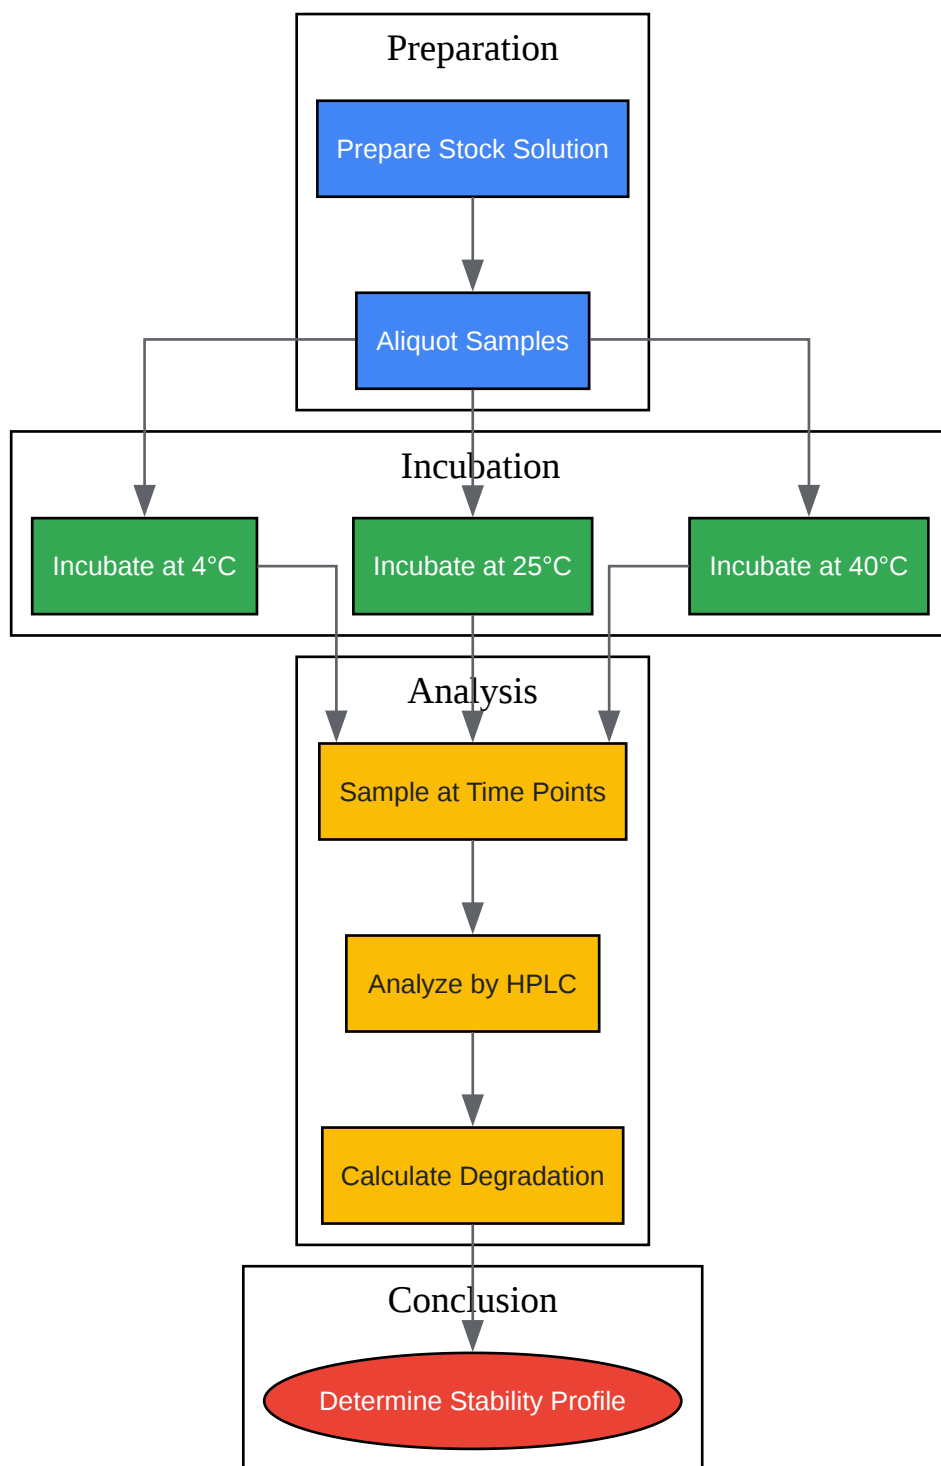 Preparation
Prepare Stock Solution
Aliquot Samples
Incubation
Incubate at 4°C
Incubate at 25°C
Incubate at 40°C
Analysis
Sample at Time Points
Analyze by HPLC
Calculate Degradation
Conclusion
Determine Stability Profile